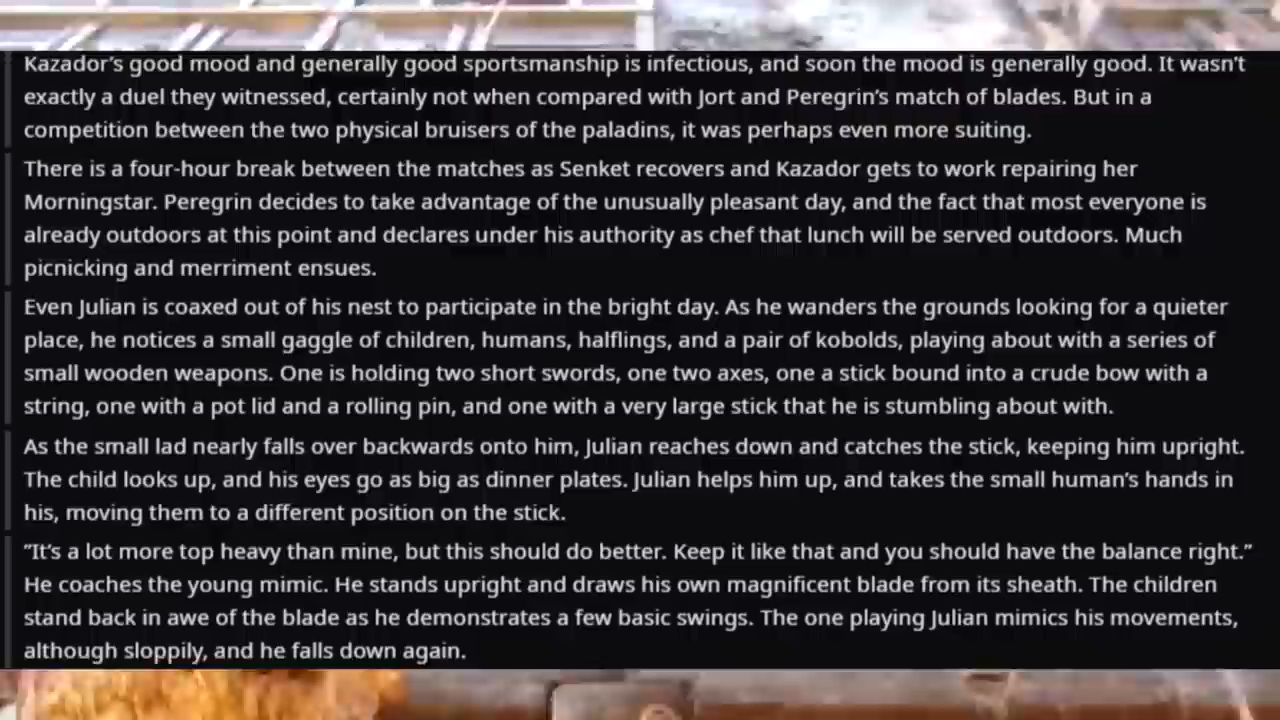 Kazador’s good mood and generally good sportsmanship is infectious, and soon the mood is generally good. It wasn’t
exactly a duel they witnessed, certainly not when compared with Jort and Peregrin’s match of blades. But in a
competition between the two physical bruisers of the paladins, it was perhaps even more suiting.
There is a four-hour break between the matches as Senket recovers and Kazador gets to work repairing her
Morningstar. Peregrin decides to take advantage of the unusually pleasant day, and the fact that most everyone is
already outdoors at this point and declares under his authority as chef that lunch will be served outdoors. Much
picnicking and merriment ensues.
Even Julian is coaxed out of his nest to participate in the bright day. As he wanders the grounds looking for a quieter
place, he notices a small gaggle of children, humans, halflings, and a pair of kobolds, playing about with a series of
small wooden weapons. One is holding two short swords, one two axes, one a stick bound into a crude bow with a
string, one with a pot lid and a rolling pin, and one with a very large stick that he is stumbling about with.
As the small lad nearly falls over backwards onto him, Julian reaches down and catches the stick, keeping him upright.
The child looks up, and his eyes go as big as dinner plates. Julian helps him up, and takes the small human’s hands in
his, moving them to a different position on the stick.
“It’s a lot more top heavy than mine, but this should do better. Keep it like that and you should have the balance right.”
He coaches the young mimic. He stands upright and draws his own magnificent blade from its sheath. The children
stand back in awe of the blade as he demonstrates a few basic swings. The one playing Julian mimics his movements,
although sloppily, and he falls down again.